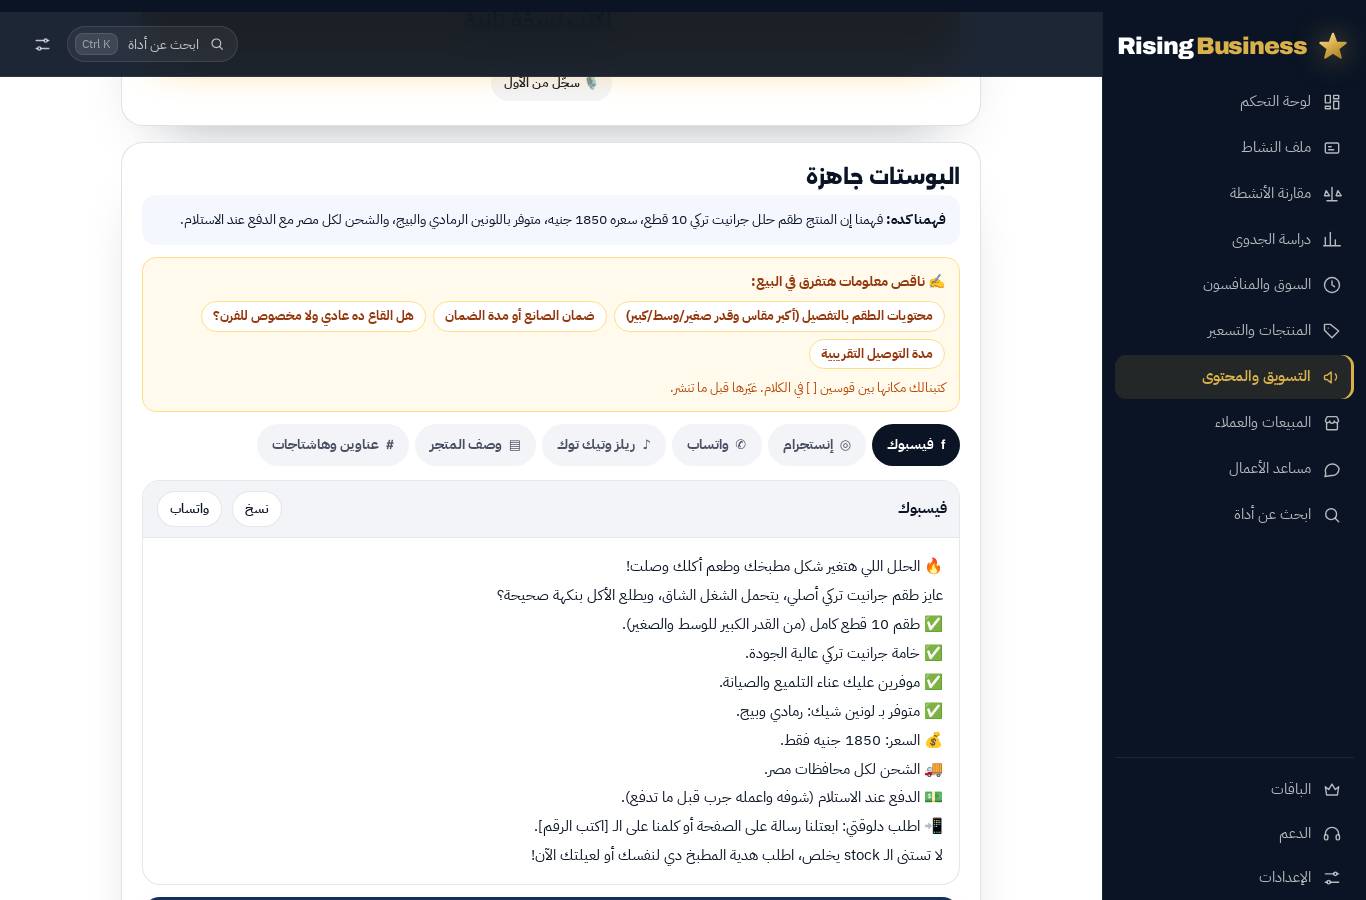 RisingBusiness
لوحة التحكم
ملف النشاط
مقارنة الأنشطة
دراسة الجدوى
السوق والمنافسون
المنتجات والتسعير
التسويق والمحتوى
المبيعات والعملاء
مساعد الأعمال
ابحث عن أداة
الباقات
الدعم
الإعدادات
ابحث عن أداة Ctrl K
سجّل من الأول
البوستات جاهزة
فهمنا كده: فهمنا إن المنتج طقم حلل جرانيت تركي 10 قطع، سعره 1850 جنيه، متوفر باللونين الرمادي والبيج، والشحن لكل مصر مع الدفع عند الاستلام.
✍️ ناقص معلومات هتفرق في البيع:
محتويات الطقم بالتفصيل (أكبر مقاس وقدر صغير/وسط/كبير)
ضمان الصانع أو مدة الضمان
هل القاع ده عادي ولا مخصوص للفرن؟
مدة التوصيل التقريبية
كتبنالك مكانها بين قوسين [ ] في الكلام. غيّرها قبل ما تنشر.
f فيسبوك
◎ إنستجرام
✆ واتساب
♪ ريلز وتيك توك
▤ وصف المتجر
# عناوين وهاشتاجات
فيسبوك
نسخ
واتساب
🔥 الحلل اللي هتغير شكل مطبخك وطعم أكلك وصلت!
عايز طقم جرانيت تركي أصلي، يتحمل الشغل الشاق، ويطلع الأكل بنكهة صحيحة؟
✅ طقم 10 قطع كامل (من القدر الكبير للوسط والصغير).
✅ خامة جرانيت تركي عالية الجودة.
✅ موفرين عليك عناء التلميع والصيانة.
✅ متوفر بـ لونين شيك: رمادي وبيج.
💰 السعر: 1850 جنيه فقط.
🚚 الشحن لكل محافظات مصر.
💵 الدفع عند الاستلام (شوفه واعمله جرب قبل ما تدفع).
📲 اطلب دلوقتي: ابعتلنا رسالة على الصفحة أو كلمنا على الـ [اكتب الرقم].
لا تستنى الـ stock يخلص، اطلب هدية المطبخ دي لنفسك أو لعيلتك الآن!